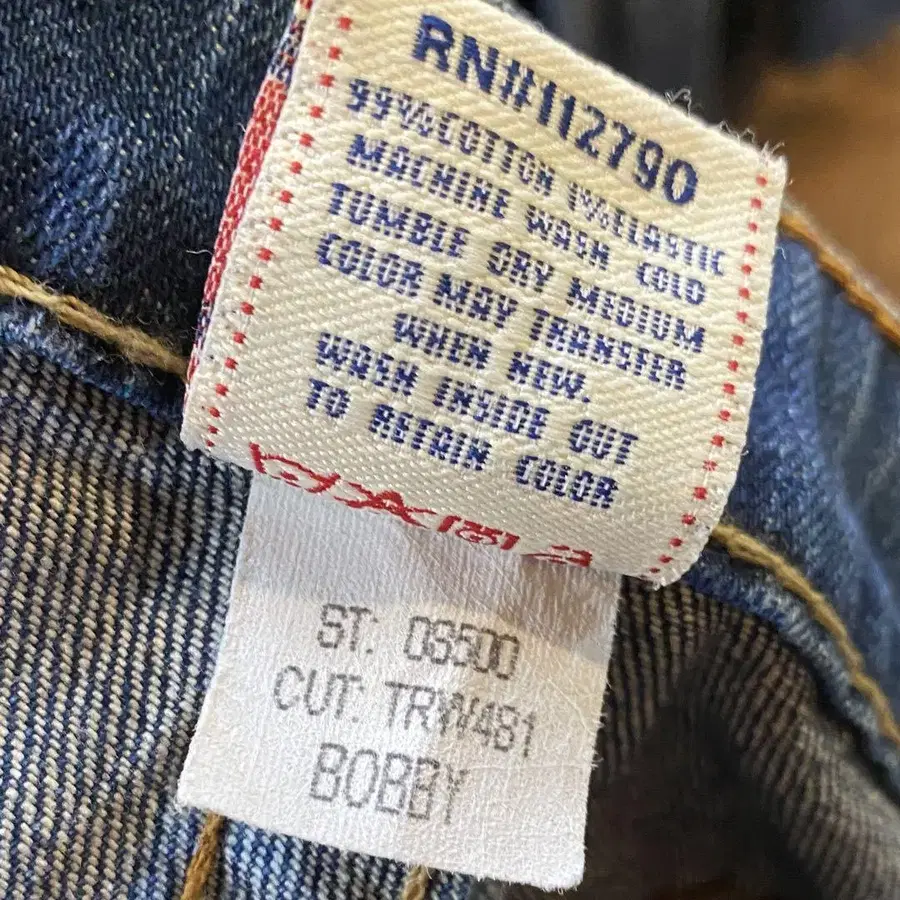 RN#112790
99%COTTON 1%ELASTIC
MACHINE WASH COLD
TUMBLE DRY MEDIUM
COLOR MAY TRANSFER
WHEN NEW.
WASH INSIDE OUT
TO RETAIN COLOR
ST: 0S500
CUT: TRW481
BOBBY